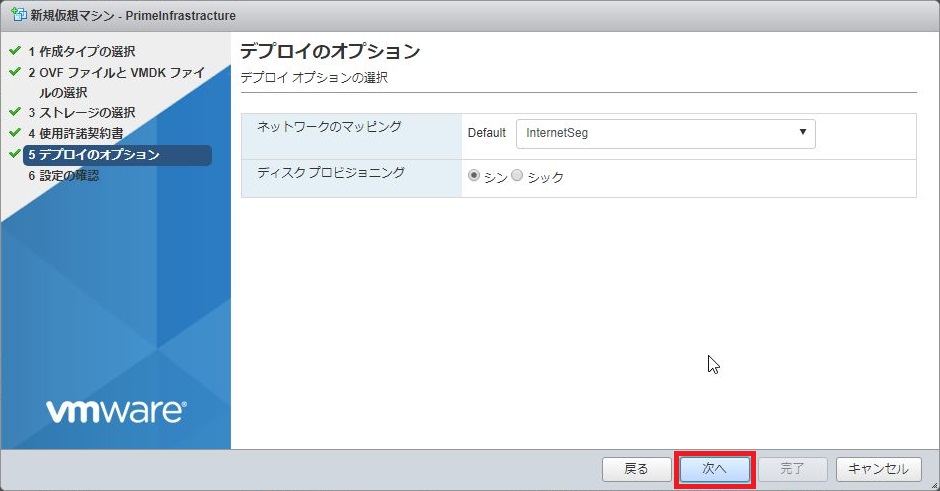 新規仮想マシン - PrimeInfrastracture
1 作成タイプの選択
2 OVF ファイルと VMDK ファイ
ルの選択
3 ストレージの選択
4 使用許諾契約書
5 デプロイのオプション
6 設定の確認
vmware®
デプロイのオプション
デプロイ オプションの選択
ネットワークのマッピング Default InternetSeg
ディスク プロビジョニング シン シック
戻る 次へ 完了 キャンセル